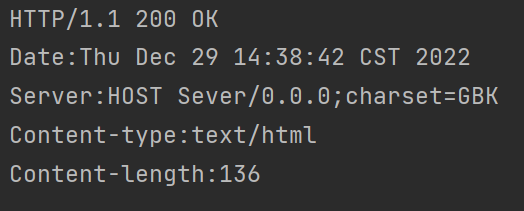 HTTP/1.1 200 OK
Date:Thu Dec 29 14:38:42 CST 2022
Server:HOST Sever/0.0.0;charset=GBK
Content-type:text/html
Content-length:136